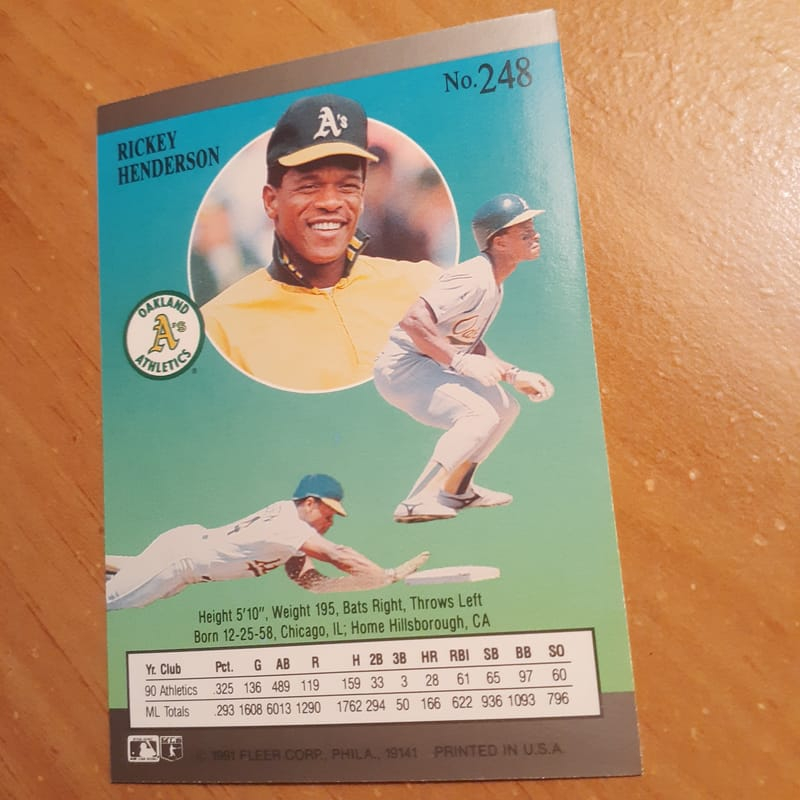 No. 248
RICKEY
HENDERSON
A's
OAKLAND
A's
ATHLETICS
Height 5'10", Weight 195, Bats Right, Throws Left
Born 12-25-58, Chicago, IL; Home Hillsborough, CA
Yr. Club Pct. G AB R H 2B 3B HR RBI SB BB SO
90 Athletics .325 136 489 119 159 33 3 28 61 65 97 60
ML Totals .293 1608 6013 1290 1762 294 50 166 622 936 1093 796
© 1991 FLEER CORP., PHILA., 19141 PRINTED IN U.S.A.